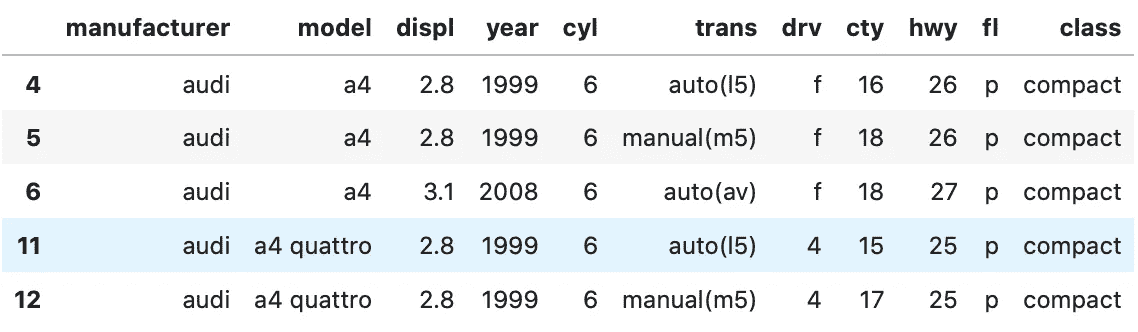 manufacturer model displ year cyl trans drv cty hwy fl class
4 audi a4 2.8 1999 6 auto(l5) f 16 26 p compact
5 audi a4 2.8 1999 6 manual(m5) f 18 26 p compact
6 audi a4 3.1 2008 6 auto(av) f 18 27 p compact
11 audi a4 quattro 2.8 1999 6 auto(l5) 4 15 25 p compact
12 audi a4 quattro 2.8 1999 6 manual(m5) 4 17 25 p compact